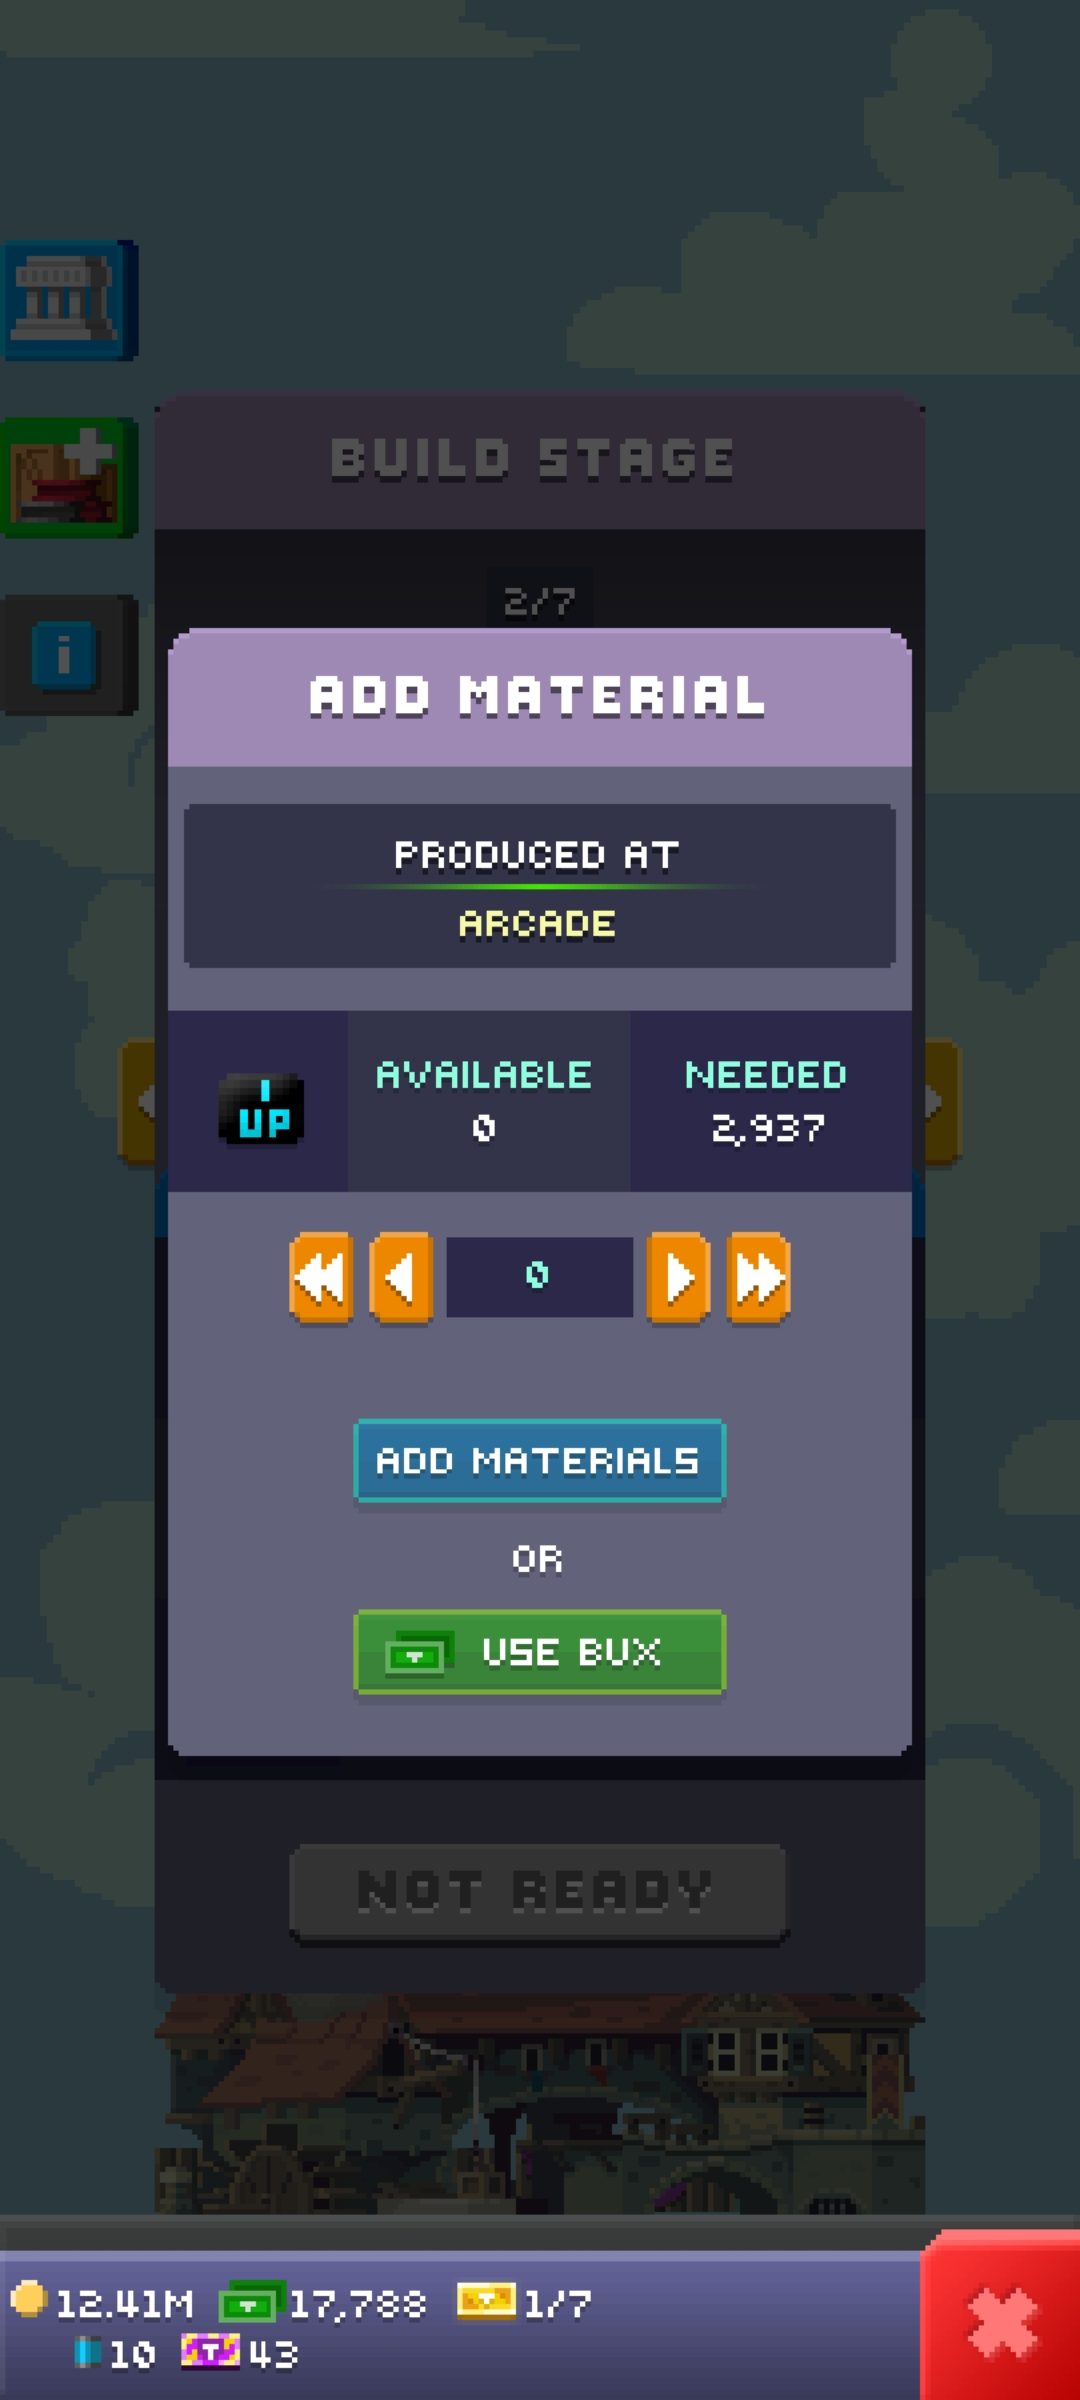 BUILD STAGE
2/7
ADD MATERIAL
PRODUCED AT
ARCADE
1
UP
AVAILABLE
0
NEEDED
2,937
0
ADD MATERIALS
OR
USE BUX
NOT READY
12.41M 17,788 1/7
10 43